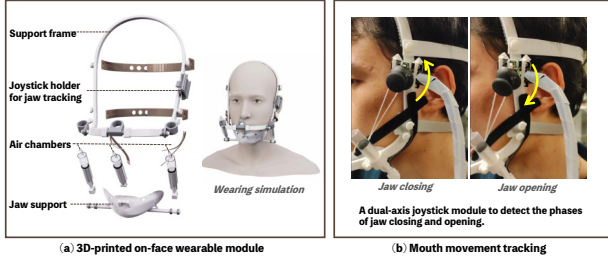 Support frame
Joystick holder
for jaw tracking
Air chambers
Jaw support
Wearing simulation
(a) 3D-printed on-face wearable module
Jaw closing
Jaw opening
A dual-axis joystick module to detect the phases
of jaw closing and opening.
(b) Mouth movement tracking